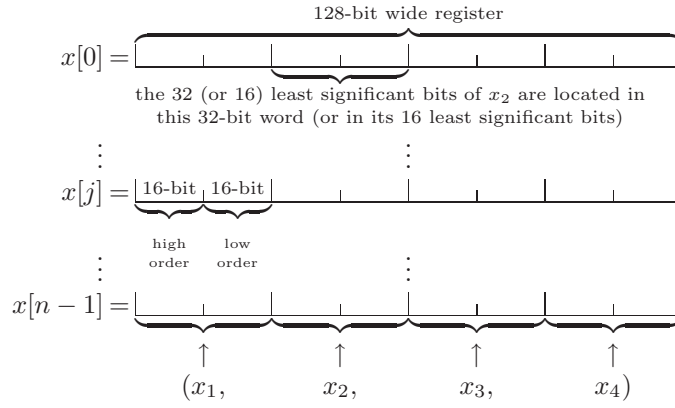 128-bit wide register
x[0] =
the 32 (or 16) least significant bits of x₂ are located in
this 32-bit word (or in its 16 least significant bits)
⋮ ⋮
x[j] = 16-bit 16-bit
high low
order order
⋮ ⋮
x[n − 1] =
↑ ↑ ↑ ↑
(x₁, x₂, x₃, x₄)